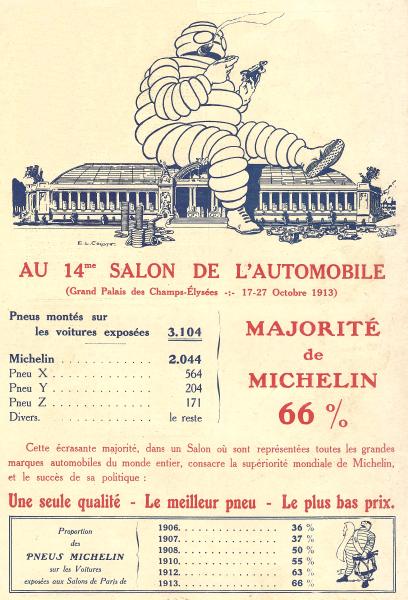 E.L. Cousyn.
AU 14me SALON DE L'AUTOMOBILE
(Grand Palais des Champs-Élysées -:- 17-27 Octobre 1913)
Pneus montés sur
les voitures exposées 3.104
Michelin . . . . . . . . . . . 2.044
Pneu X . . . . . . . . . . . . 564
Pneu Y . . . . . . . . . . . . 204
Pneu Z . . . . . . . . . . . . 171
Divers. . . . . . . . . . . . le reste
MAJORITÉ
de
MICHELIN
66 %
Cette écrasante majorité, dans un Salon où sont représentées toutes les grandes
marques automobiles du monde entier, consacre la supériorité mondiale de Michelin,
et le succès de sa politique :
Une seule qualité - Le meilleur pneu - Le plus bas prix.
Proportion
des
PNEUS MICHELIN
sur les Voitures
exposées aux Salons de Paris de
1906. . . . . . . . . . . . . . 36 %
1907. . . . . . . . . . . . . . 37 %
1908. . . . . . . . . . . . . . 50 %
1910. . . . . . . . . . . . . . 55 %
1912. . . . . . . . . . . . . . 63 %
1913. . . . . . . . . . . . . . 66 %